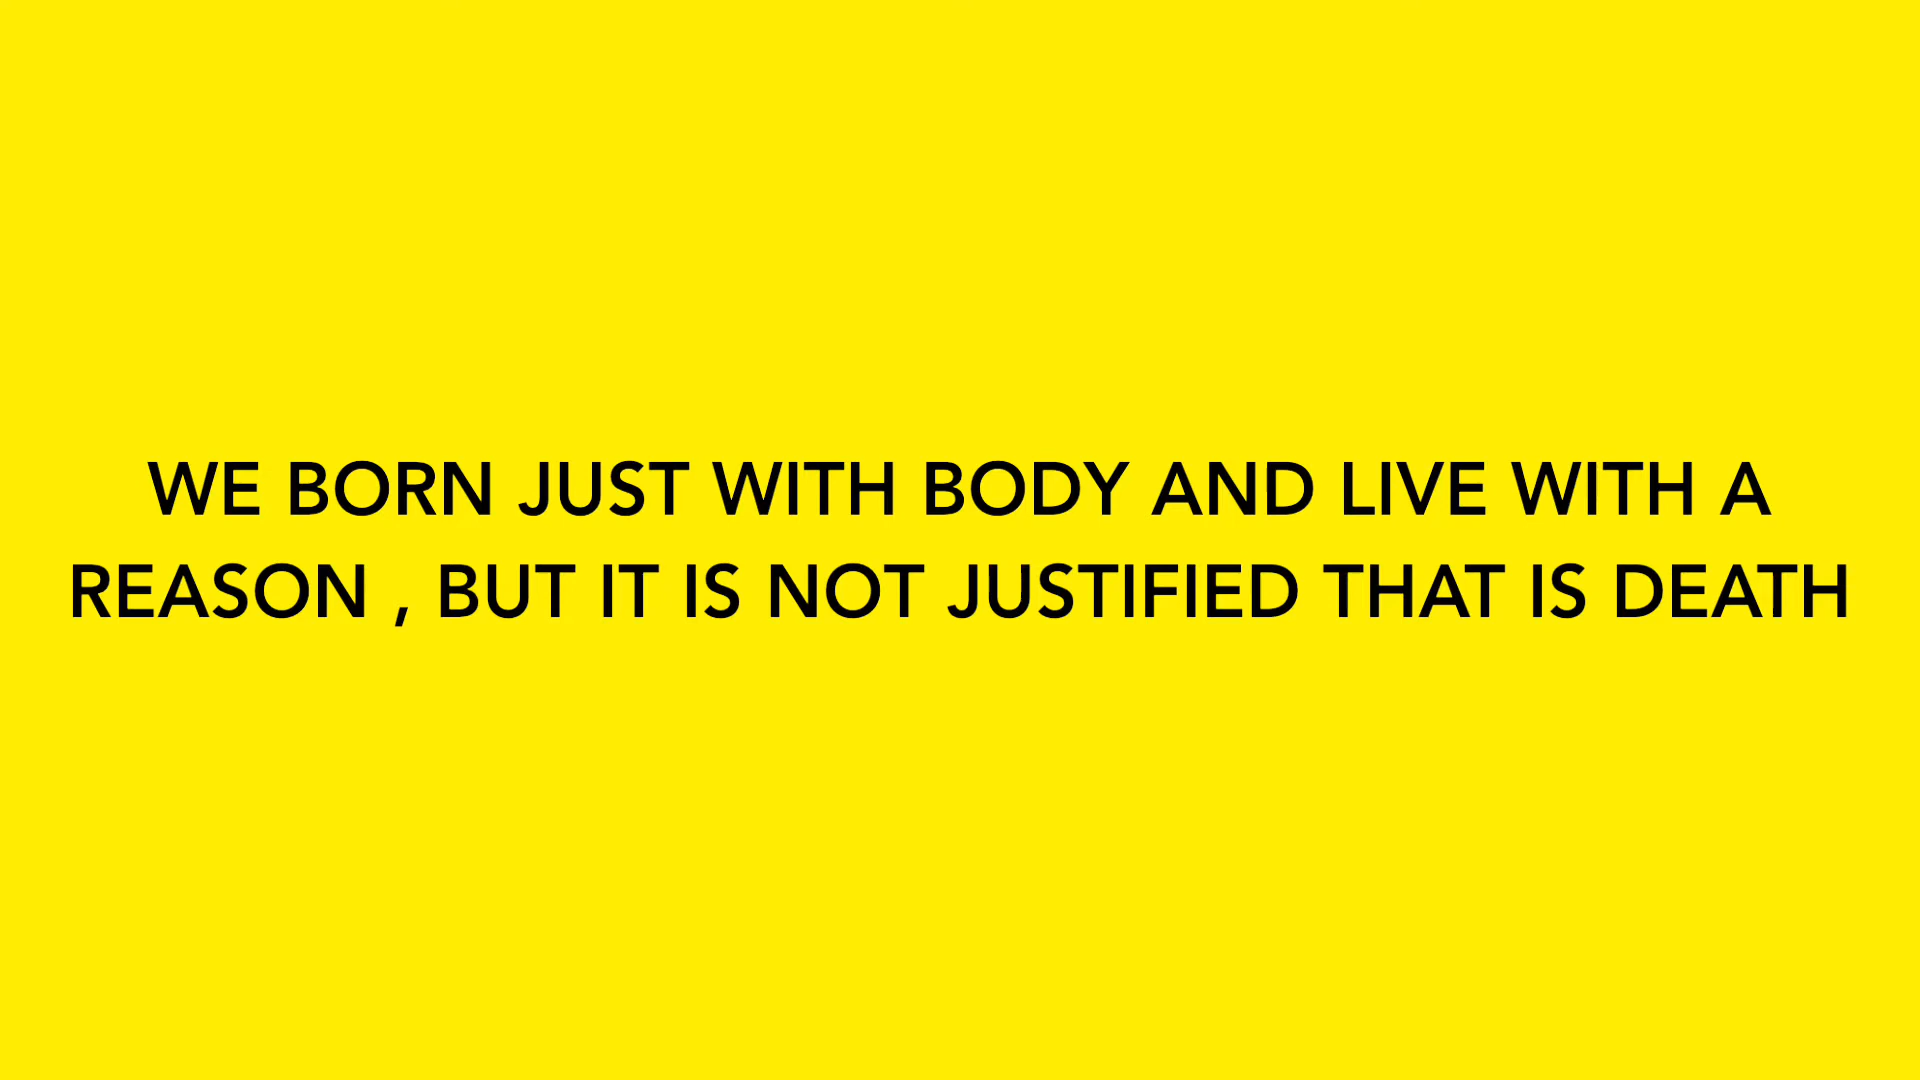 WE BORN JUST WITH BODY AND LIVE WITH A
REASON , BUT IT IS NOT JUSTIFIED THAT IS DEATH